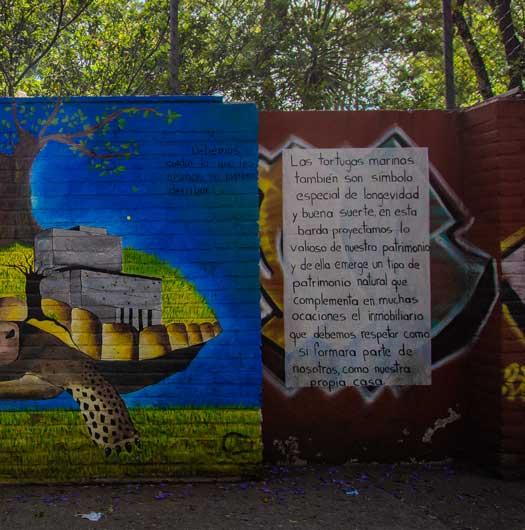 Debemos
Las tortugas marinas
también son símbolo
especial de longevidad
y buena suerte, en esta
barda proyectamos lo
valioso de nuestro patrimonio
y de ella emerge un tipo de
patrimonio natural que
complementa en muchas
ocaciones el inmobiliario
que debemos respetar como
si formara parte de
nosotros, como nuestra
propia casa.